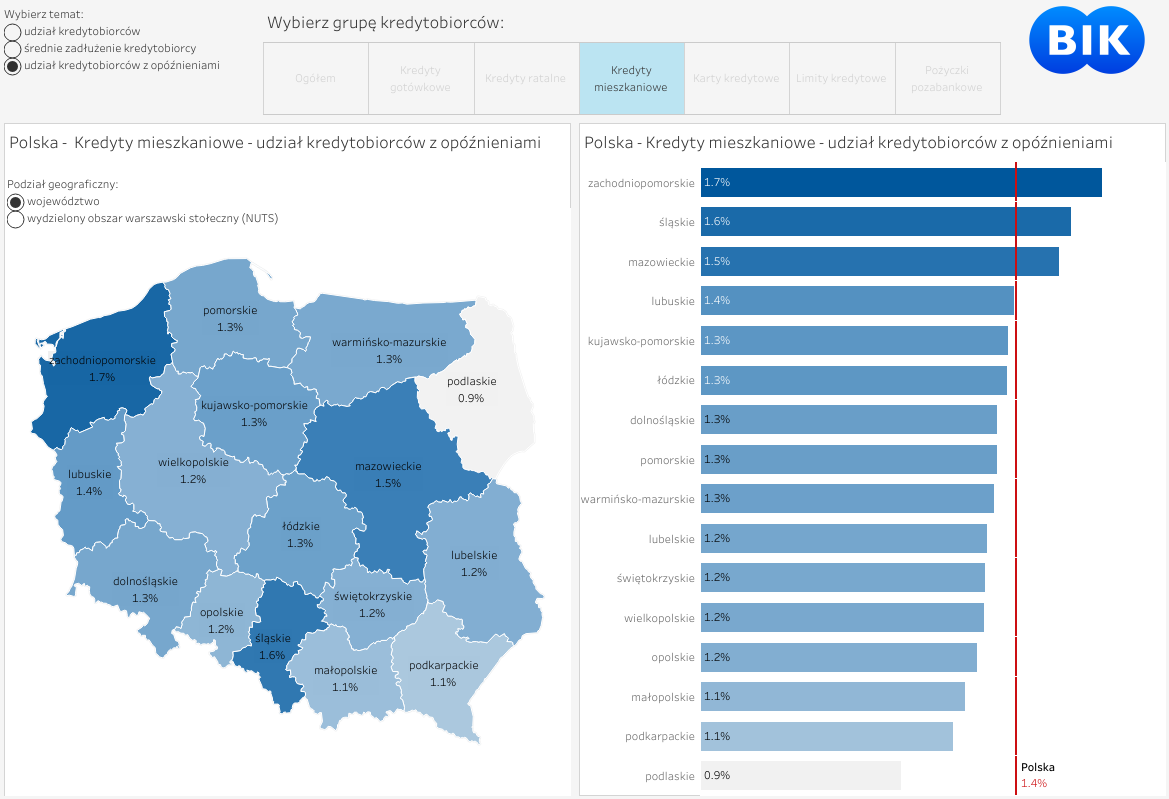 Wybierz temat:
udział kredytobiorców
średnie zadłużenie kredytobiorcy
udział kredytobiorców z opóźnieniami
Wybierz grupę kredytobiorców:
Ogółem
Kredyty
gotówkowe
Kredyty ratalne
Kredyty
mieszkaniowe
Karty kredytowe
Limity kredytowe
Pożyczki
pozabankowe
BIK
Polska - Kredyty mieszkaniowe - udział kredytobiorców z opóźnieniami
Podział geograficzny:
województwo
wydzielony obszar warszawski stołeczny (NUTS)
pomorskie
1.3%
warmińsko-mazurskie
1.3%
zachodniopomorskie
1.7%
podlaskie
0.9%
kujawsko-pomorskie
1.3%
wielkopolskie
1.2%
mazowieckie
1.5%
lubuskie
1.4%
łódzkie
1.3%
lubelskie
1.2%
dolnośląskie
1.3%
świętokrzyskie
1.2%
opolskie
1.2%
śląskie
1.6%
małopolskie
1.1%
podkarpackie
1.1%
Polska - Kredyty mieszkaniowe - udział kredytobiorców z opóźnieniami
zachodniopomorskie 1.7%
śląskie 1.6%
mazowieckie 1.5%
lubuskie 1.4%
kujawsko-pomorskie 1.3%
łódzkie 1.3%
dolnośląskie 1.3%
pomorskie 1.3%
warmińsko-mazurskie 1.3%
lubelskie 1.2%
świętokrzyskie 1.2%
wielkopolskie 1.2%
opolskie 1.2%
małopolskie 1.1%
podkarpackie 1.1%
podlaskie 0.9%
Polska
1.4%